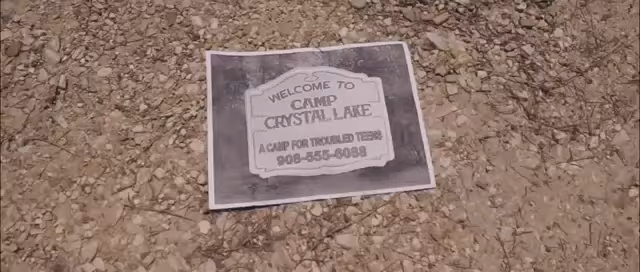 WELCOME TO
CAMP
CRYSTAL LAKE
A CAMP FOR TROUBLED TEENS
908-555-6088